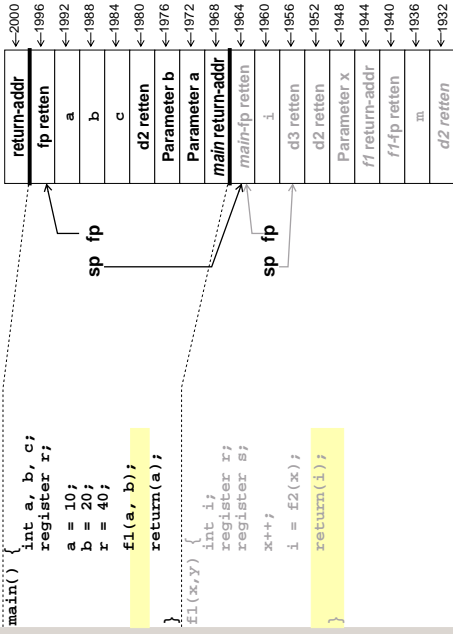 main() {
int a, b, c;
register r;
a = 10;
b = 20;
r = 40;
f1(a, b);
return(a);
}
f1(x,y) {
int i;
register r;
register s;
x++;
i = f2(x);
return(i);
}
sp fp
sp fp
return-addr 2000
fp retten 1996
a 1992
b 1988
c 1984
d2 retten 1980
Parameter b 1976
Parameter a 1972
main return-addr 1968
main-fp retten 1964
i 1960
d3 retten 1956
d2 retten 1952
Parameter x 1948
f1 return-addr 1944
f1-fp retten 1940
m 1936
d2 retten 1932